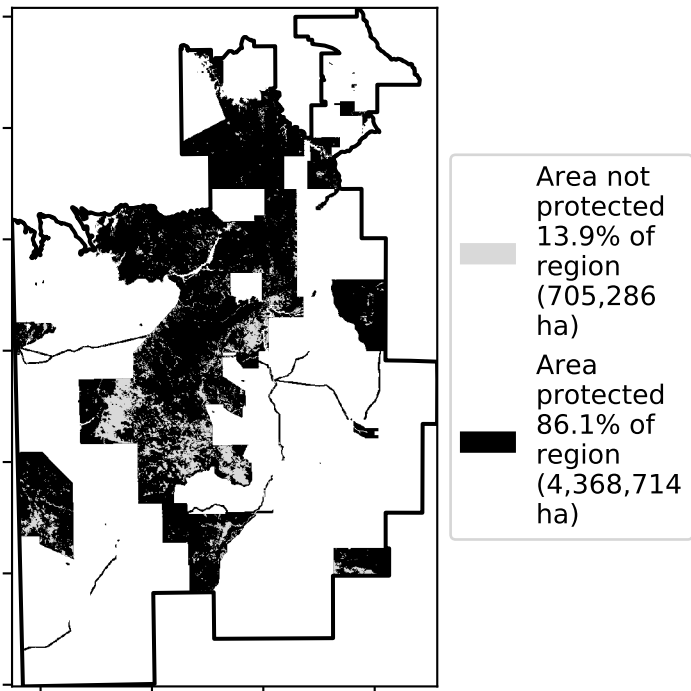 Area not
protected
13.9% of
region
(705,286
ha)
Area
protected
86.1% of
region
(4,368,714
ha)